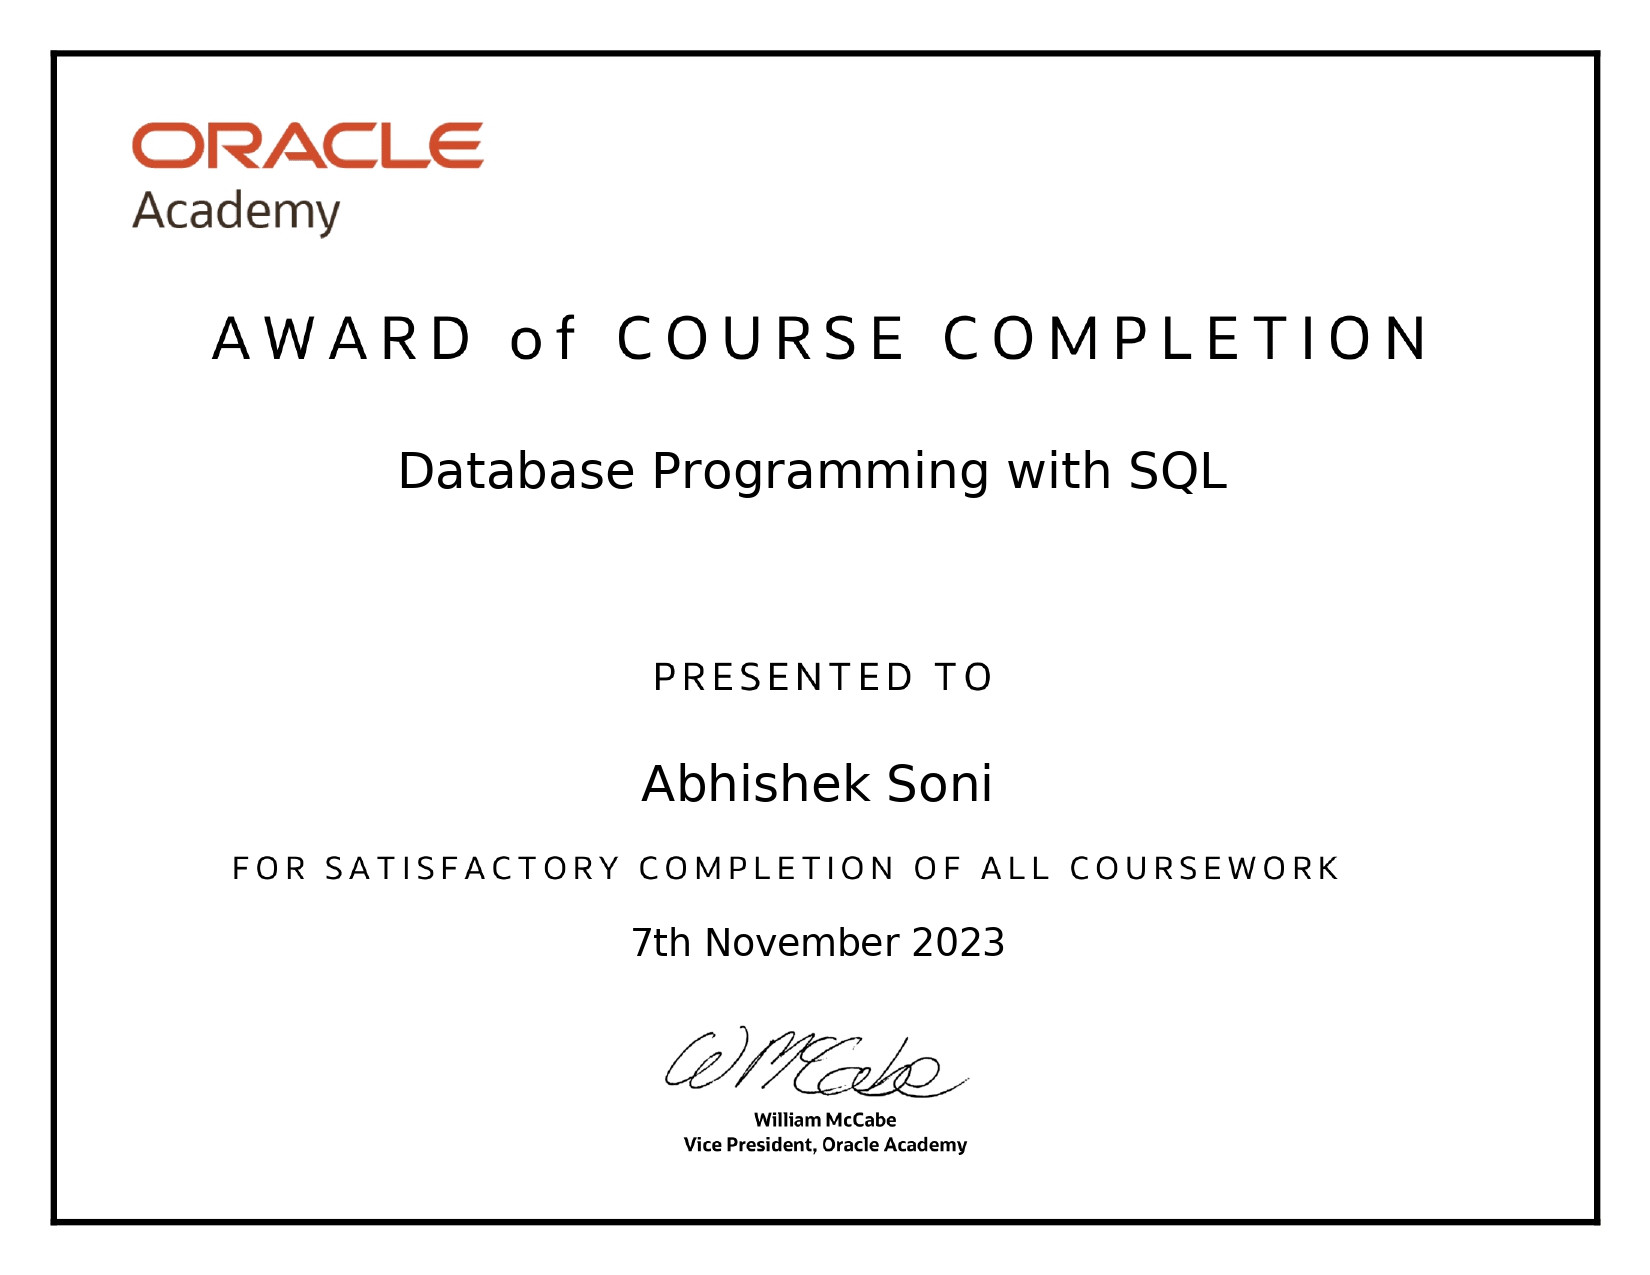 ORACLE
Academy
AWARD of COURSE COMPLETION
Database Programming with SQL
PRESENTED TO
Abhishek Soni
FOR SATISFACTORY COMPLETION OF ALL COURSEWORK
7th November 2023
WMcCabe
William McCabe
Vice President, Oracle Academy